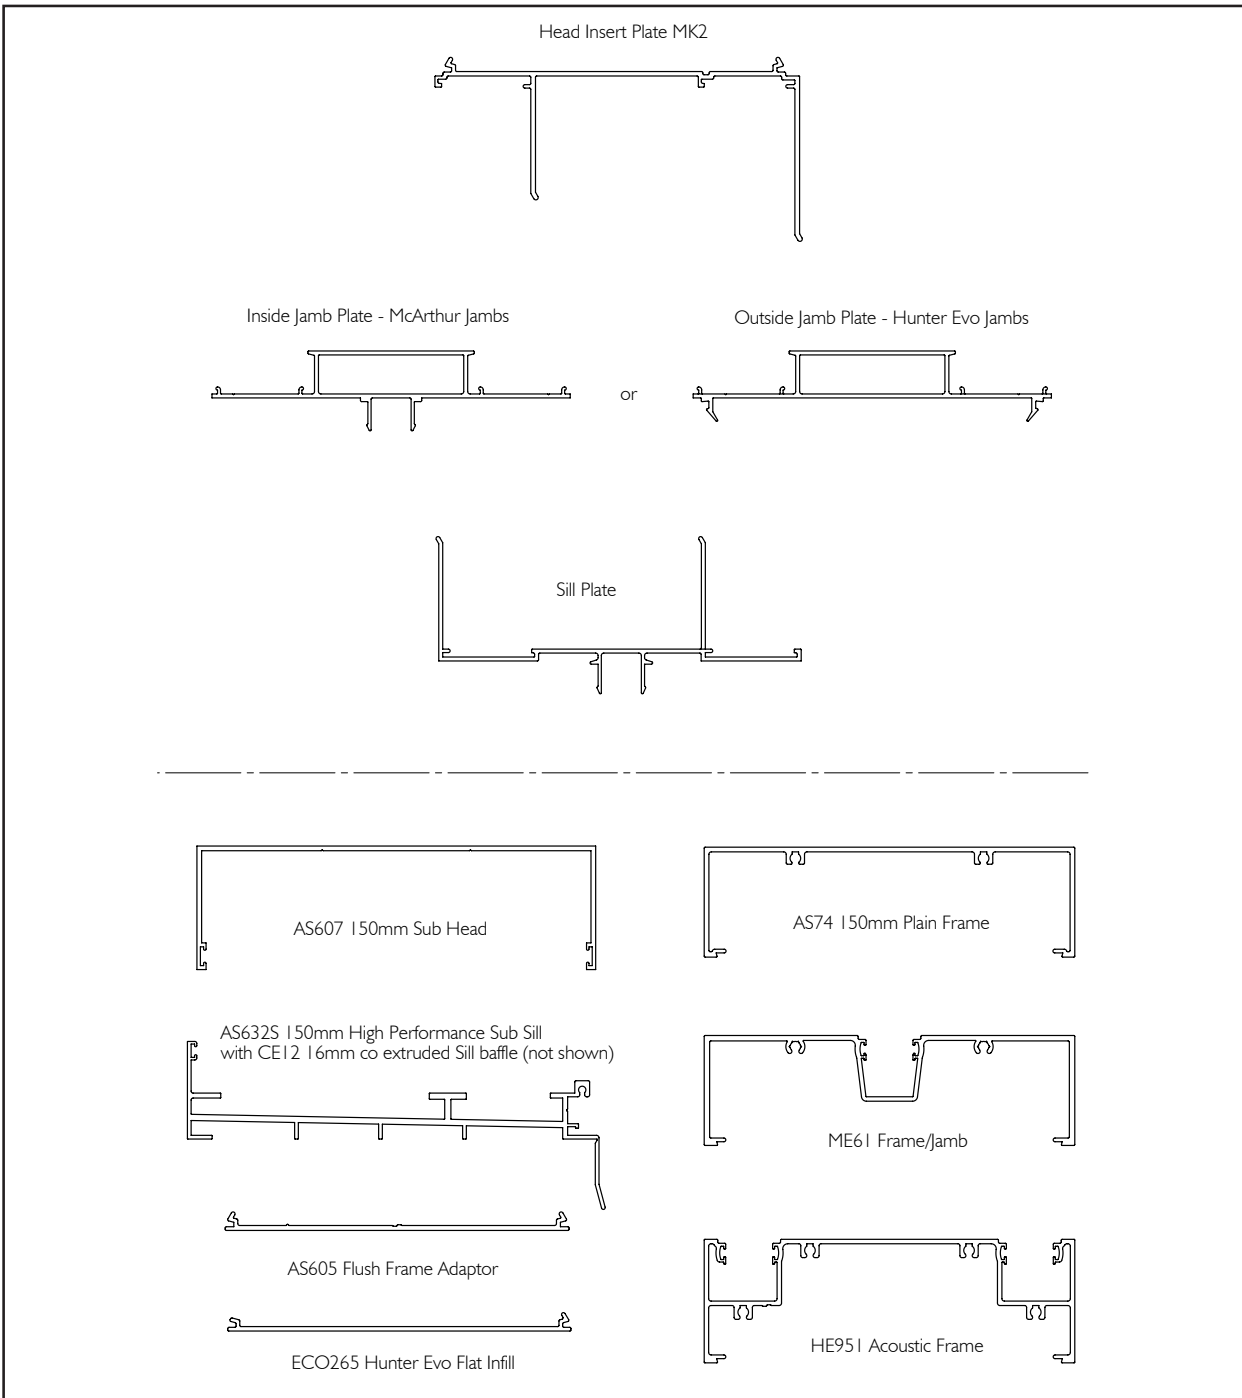 Head Insert Plate MK2
Inside Jamb Plate - McArthur Jambs
Outside Jamb Plate - Hunter Evo Jambs
or
Sill Plate
AS607 150mm Sub Head
AS74 150mm Plain Frame
AS632S 150mm High Performance Sub Sill
with CE12 16mm co extruded Sill baffle (not shown)
ME61 Frame/Jamb
AS605 Flush Frame Adaptor
HE951 Acoustic Frame
ECO265 Hunter Evo Flat Infill